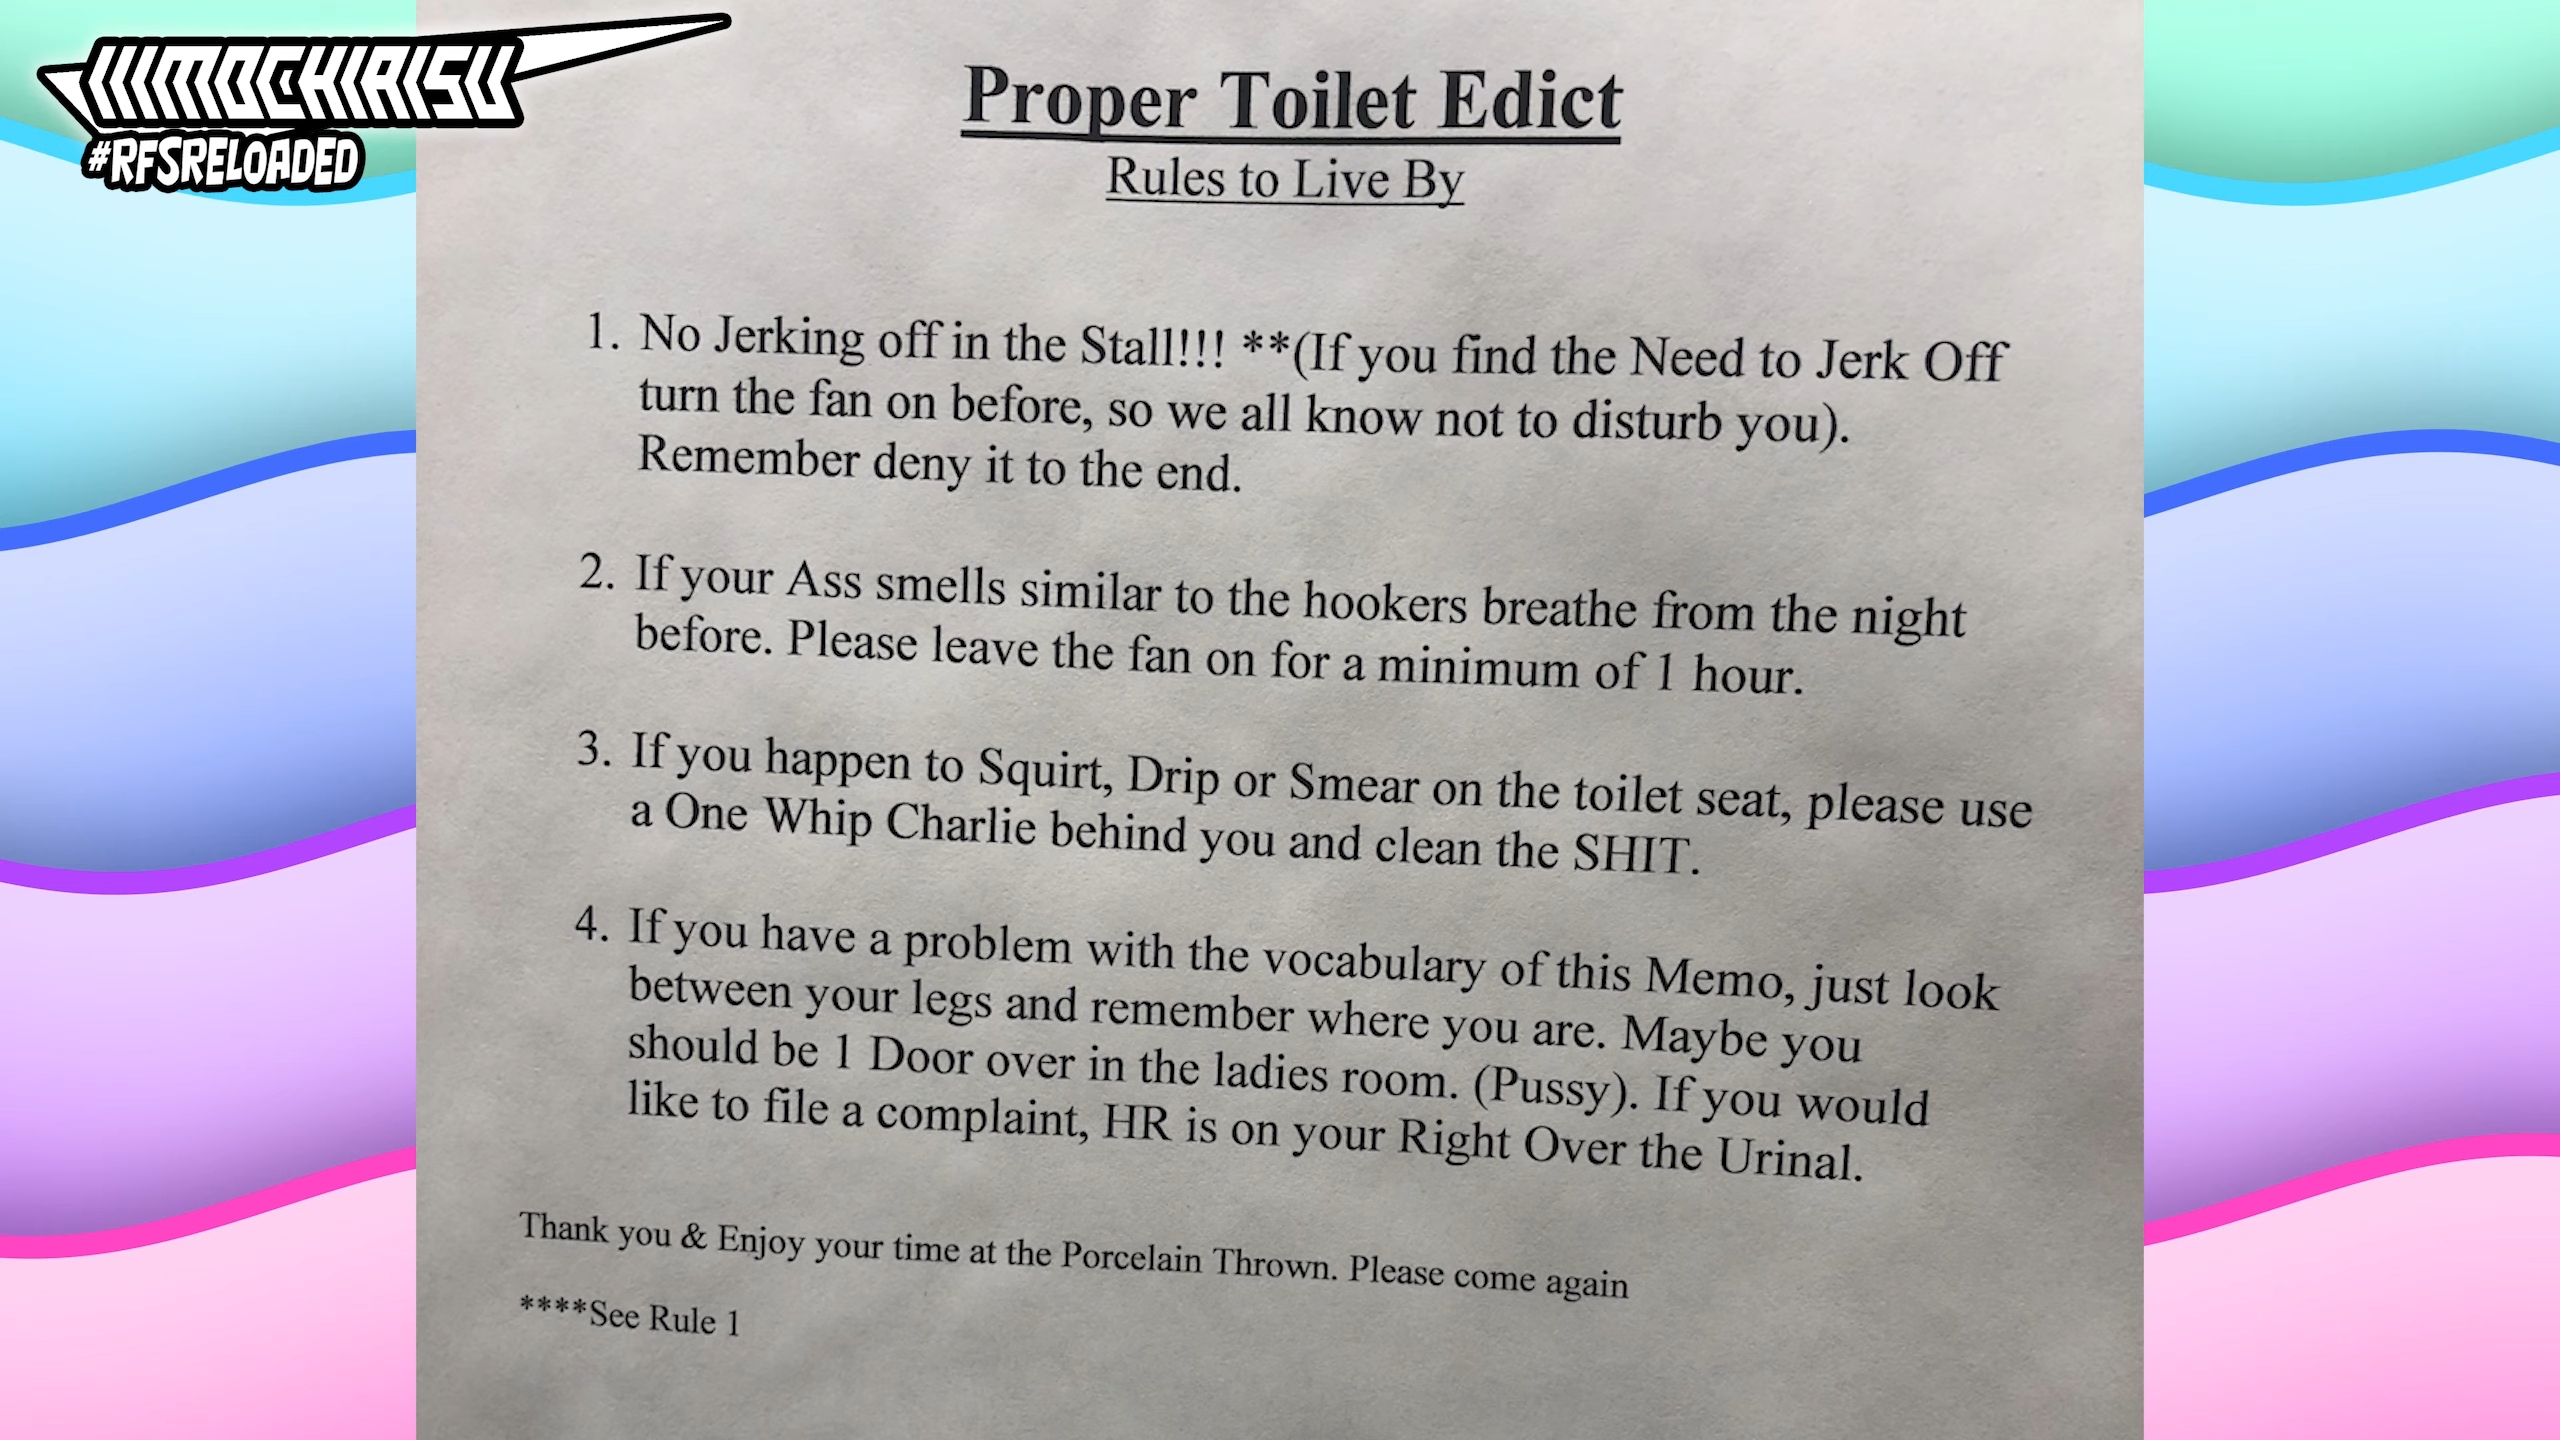 IIIMOCHIRISU
#RFSRELOADED
Proper Toilet Edict
Rules to Live By
1. No Jerking off in the Stall!!! **(If you find the Need to Jerk Off
turn the fan on before, so we all know not to disturb you).
Remember deny it to the end.
2. If your Ass smells similar to the hookers breathe from the night
before. Please leave the fan on for a minimum of 1 hour.
3. If you happen to Squirt, Drip or Smear on the toilet seat, please use
a One Whip Charlie behind you and clean the SHIT.
4. If you have a problem with the vocabulary of this Memo, just look
between your legs and remember where you are. Maybe you
should be 1 Door over in the ladies room. (Pussy). If you would
like to file a complaint, HR is on your Right Over the Urinal.
Thank you & Enjoy your time at the Porcelain Thrown. Please come again
****See Rule 1